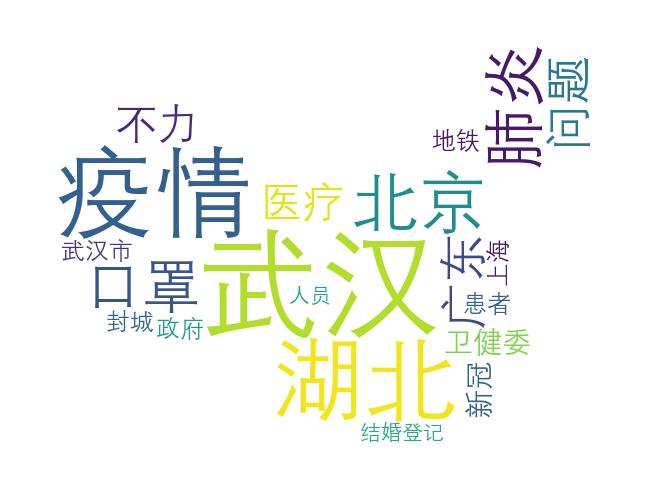 肺炎
问题
不力
地铁
疫情
医疗
北京
武汉
武汉市
口罩
广东
上海
人员
患者
封城
政府
卫健委
湖北
新冠
结婚登记